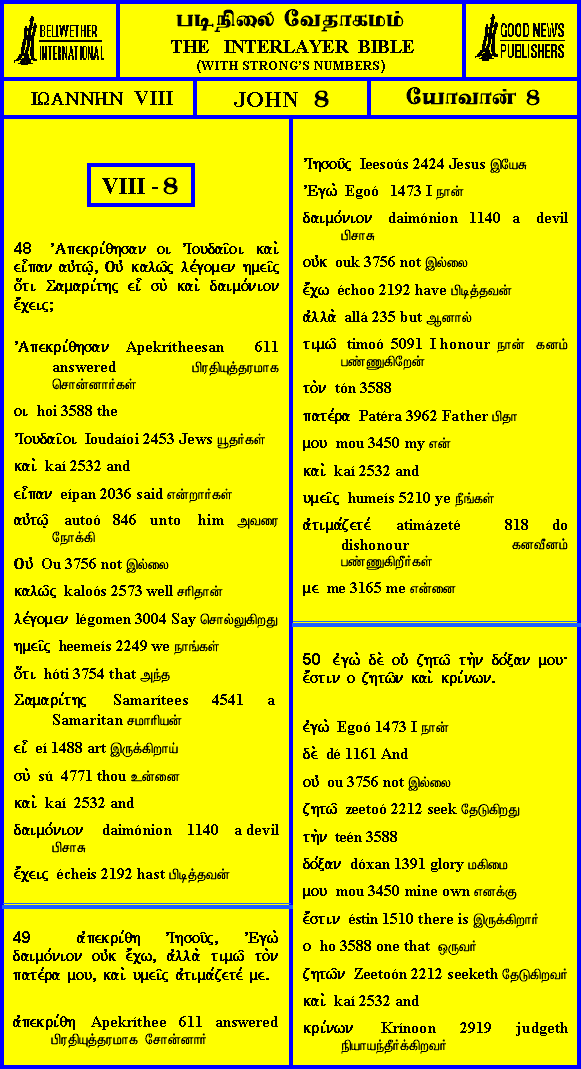 BELLWETHER
INTERNATIONAL
படிநிலை வேதாகமம்
THE INTERLAYER BIBLE
(WITH STRONG'S NUMBERS)
GOOD NEWS
PUBLISHERS
ΙΩΑΝΝΗΝ VIII
JOHN 8
யோவான் 8
VIII - 8
48 Ἀπεκρίθησαν οι Ἰουδαῖοι καὶ
εἶπαν αὐτῷ, Οὐ καλῶς λέγομεν ημεῖς
ὅτι Σαμαρίτης εἶ σὺ καὶ δαιμόνιον
ἔχεις;
Ἀπεκρίθησαν Apekrítheesan 611
answered பிரதியுத்தரமாக
சொன்னார்கள்
οι hoi 3588 the
Ἰουδαῖοι Ioudaíoi 2453 Jews யூதர்கள்
καὶ kaí 2532 and
εἶπαν eípan 2036 said என்றார்கள்
αὐτῷ autoó 846 unto him அவரை
நோக்கி
Οὐ Ou 3756 not இல்லை
καλῶς kaloós 2573 well சரிதான்
λέγομεν légomen 3004 Say சொல்லுகிறது
ημεῖς heemeís 2249 we நாங்கள்
ὅτι hóti 3754 that அந்த
Σαμαρίτης Samarítees 4541 a
Samaritan சமாரியன்
εἶ eí 1488 art இருக்கிறாய்
σὺ sú 4771 thou உன்னை
καὶ kaí 2532 and
δαιμόνιον daimónion 1140 a devil
பிசாசு
ἔχεις écheis 2192 hast பிடித்தவன்
49 ἀπεκρίθη Ἰησοῦς, Ἐγὼ
δαιμόνιον οὐκ ἔχω, ἀλλὰ τιμῶ τὸν
πατέρα μου, καὶ υμεῖς ἀτιμάζετέ με.
ἀπεκρίθη Apekríthee 611 answered
பிரதியுத்தரமாக சோன்னார்
Ἰησοῦς Ieesoús 2424 Jesus இயேசு
Ἐγὼ Egoó 1473 I நான்
δαιμόνιον daimónion 1140 a devil
பிசாசு
οὐκ ouk 3756 not இல்லை
ἔχω échoo 2192 have பிடித்தவன்
ἀλλὰ allá 235 but ஆனால்
τιμῶ timoó 5091 I honour நான் கனம்
பண்ணுகிறேன்
τὸν tón 3588
πατέρα Patéra 3962 Father பிதா
μου mou 3450 my என்
καὶ kaí 2532 and
υμεῖς humeís 5210 ye நீங்கள்
ἀτιμάζετέ atimázeté 818 do
dishonour கனவீனம்
பண்ணுகிறீர்கள்
με me 3165 me என்னை
50 ἐγὼ δὲ οὐ ζητῶ τὴν δόξαν μου·
ἔστιν ο ζητῶν καὶ κρίνων.
ἐγὼ Egoó 1473 I நான்
δὲ dé 1161 And
οὐ ou 3756 not இல்லை
ζητῶ zeetoó 2212 seek தேடுகிறது
τὴν teén 3588
δόξαν dóxan 1391 glory மகிமை
μου mou 3450 mine own எனக்கு
ἔστιν éstin 1510 there is இருக்கிறார்
ο ho 3588 one that ஒருவர்
ζητῶν Zeetoón 2212 seeketh தேடுகிறவர்
καὶ kaí 2532 and
κρίνων Krínoon 2919 judgeth
நியாயந்தீர்க்கிறவர்